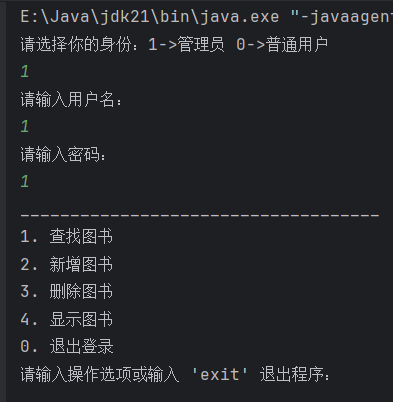 E:\Java\jdk21\bin\java.exe "-javaagent
请选择你的身份：1->管理员 0->普通用户
1
请输入用户名：
1
请输入密码：
1
____________________________________
1. 查找图书
2. 新增图书
3. 删除图书
4. 显示图书
0. 退出登录
请输入操作选项或输入 'exit' 退出程序：